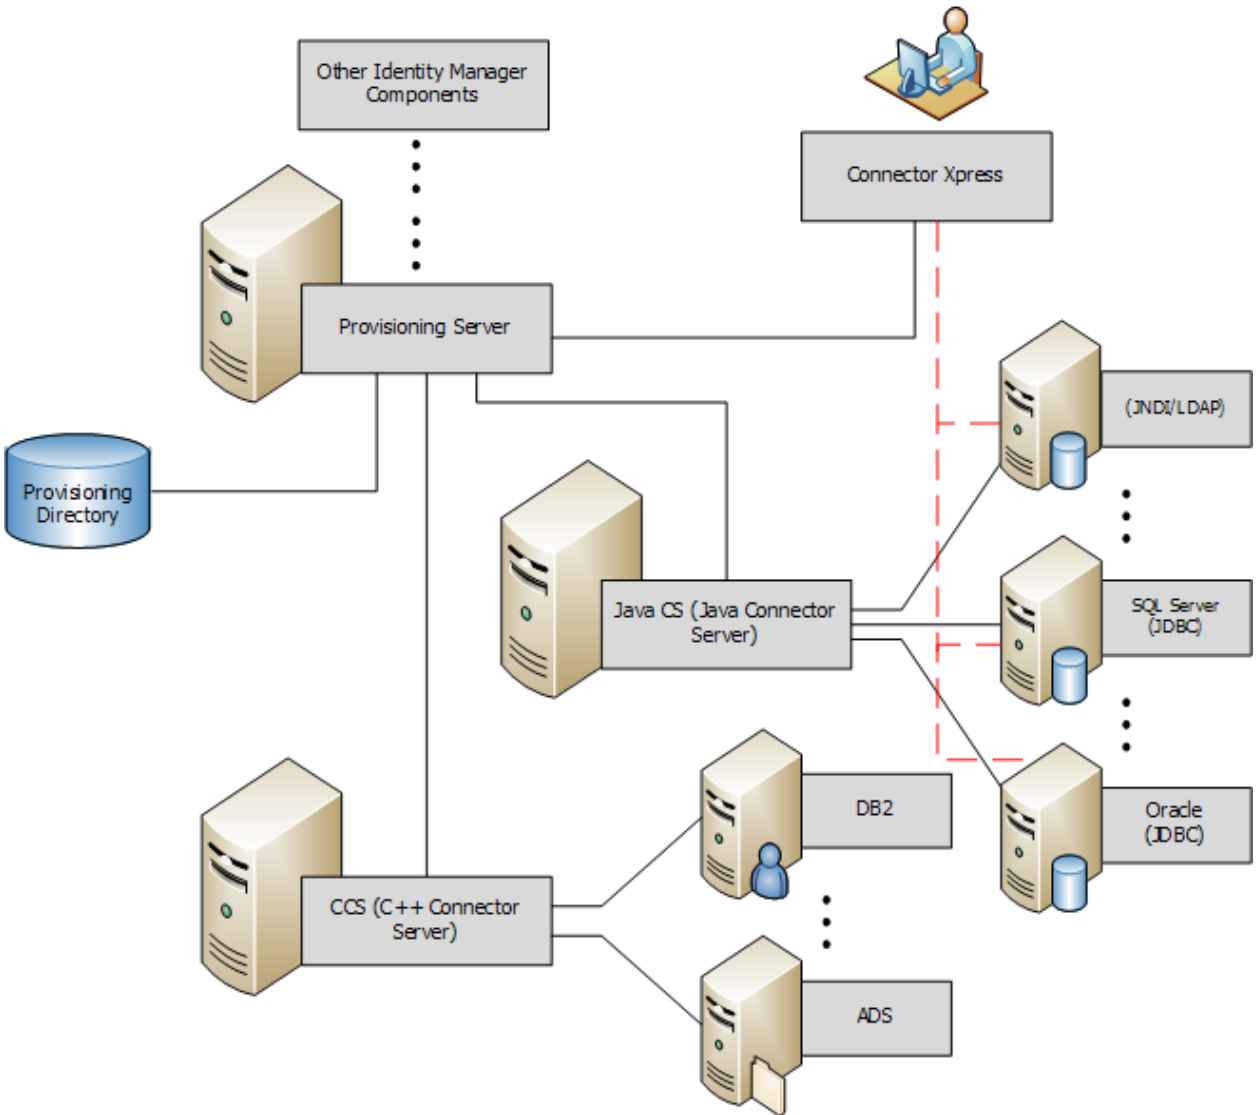 Other Identity Manager
Components
Connector Xpress
Provisioning Server
(JNDI/LDAP)
Provisioning
Directory
Java CS (Java Connector
Server)
SQL Server
(JDBC)
DB2
Oracle
(JDBC)
CCS (C++ Connector
Server)
ADS